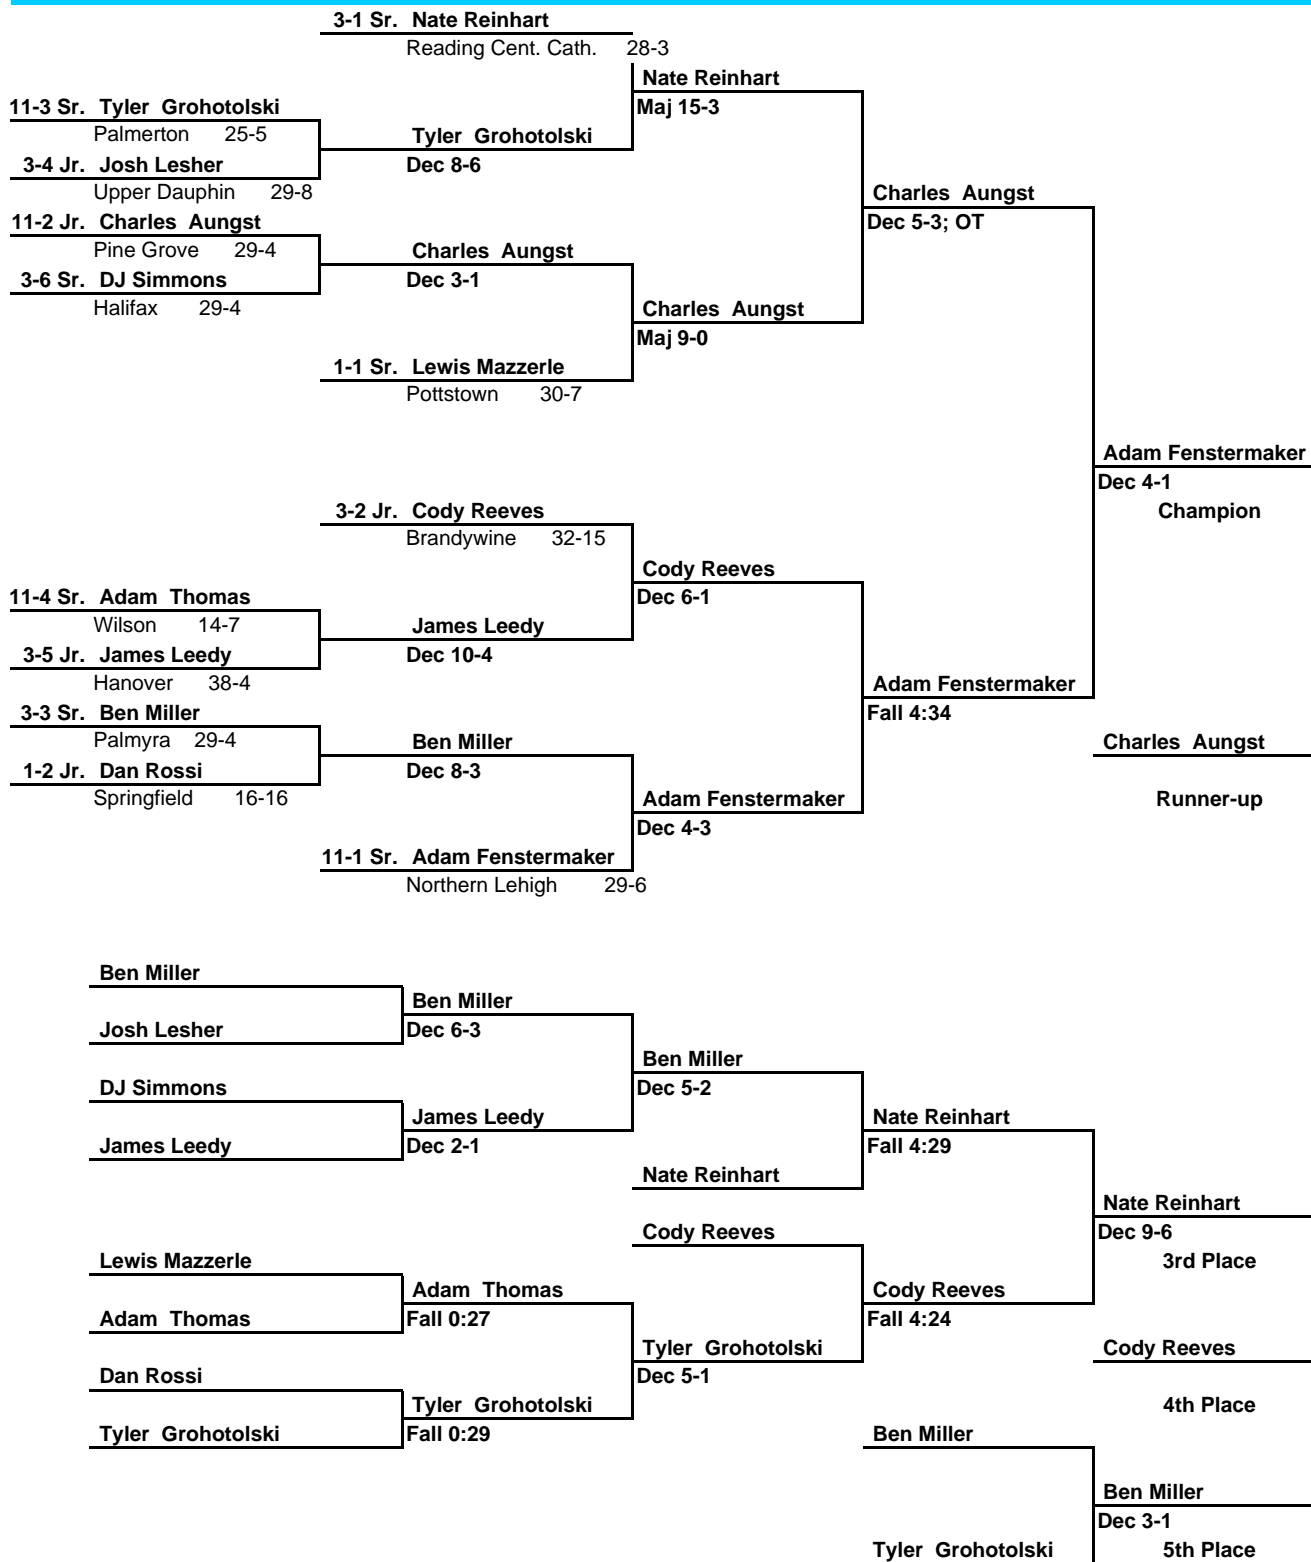 3-1 Sr. Nate Reinhart
Reading Cent. Cath. 28-3
Nate Reinhart
11-3 Sr. Tyler Grohotolski Maj 15-3
Palmerton 25-5 Tyler Grohotolski
3-4 Jr. Josh Lesher Dec 8-6
Upper Dauphin 29-8 Charles Aungst
11-2 Jr. Charles Aungst Dec 5-3; OT
Pine Grove 29-4 Charles Aungst
3-6 Sr. DJ Simmons Dec 3-1
Halifax 29-4 Charles Aungst
Maj 9-0
1-1 Sr. Lewis Mazzerle
Pottstown 30-7
Adam Fenstermaker
Dec 4-1
3-2 Jr. Cody Reeves Champion
Brandywine 32-15
Cody Reeves
11-4 Sr. Adam Thomas Dec 6-1
Wilson 14-7 James Leedy
3-5 Jr. James Leedy Dec 10-4
Hanover 38-4 Adam Fenstermaker
3-3 Sr. Ben Miller Fall 4:34
Palmyra 29-4 Ben Miller Charles Aungst
1-2 Jr. Dan Rossi Dec 8-3
Springfield 16-16 Adam Fenstermaker Runner-up
Dec 4-3
11-1 Sr. Adam Fenstermaker
Northern Lehigh 29-6
Ben Miller
Ben Miller
Josh Lesher Dec 6-3
Ben Miller
DJ Simmons Dec 5-2
James Leedy Nate Reinhart
James Leedy Dec 2-1 Fall 4:29
Nate Reinhart
Nate Reinhart
Cody Reeves Dec 9-6
Lewis Mazzerle 3rd Place
Adam Thomas Cody Reeves
Adam Thomas Fall 0:27 Fall 4:24
Tyler Grohotolski Cody Reeves
Dan Rossi Dec 5-1
Tyler Grohotolski 4th Place
Tyler Grohotolski Fall 0:29 Ben Miller
Ben Miller
Dec 3-1
Tyler Grohotolski 5th Place